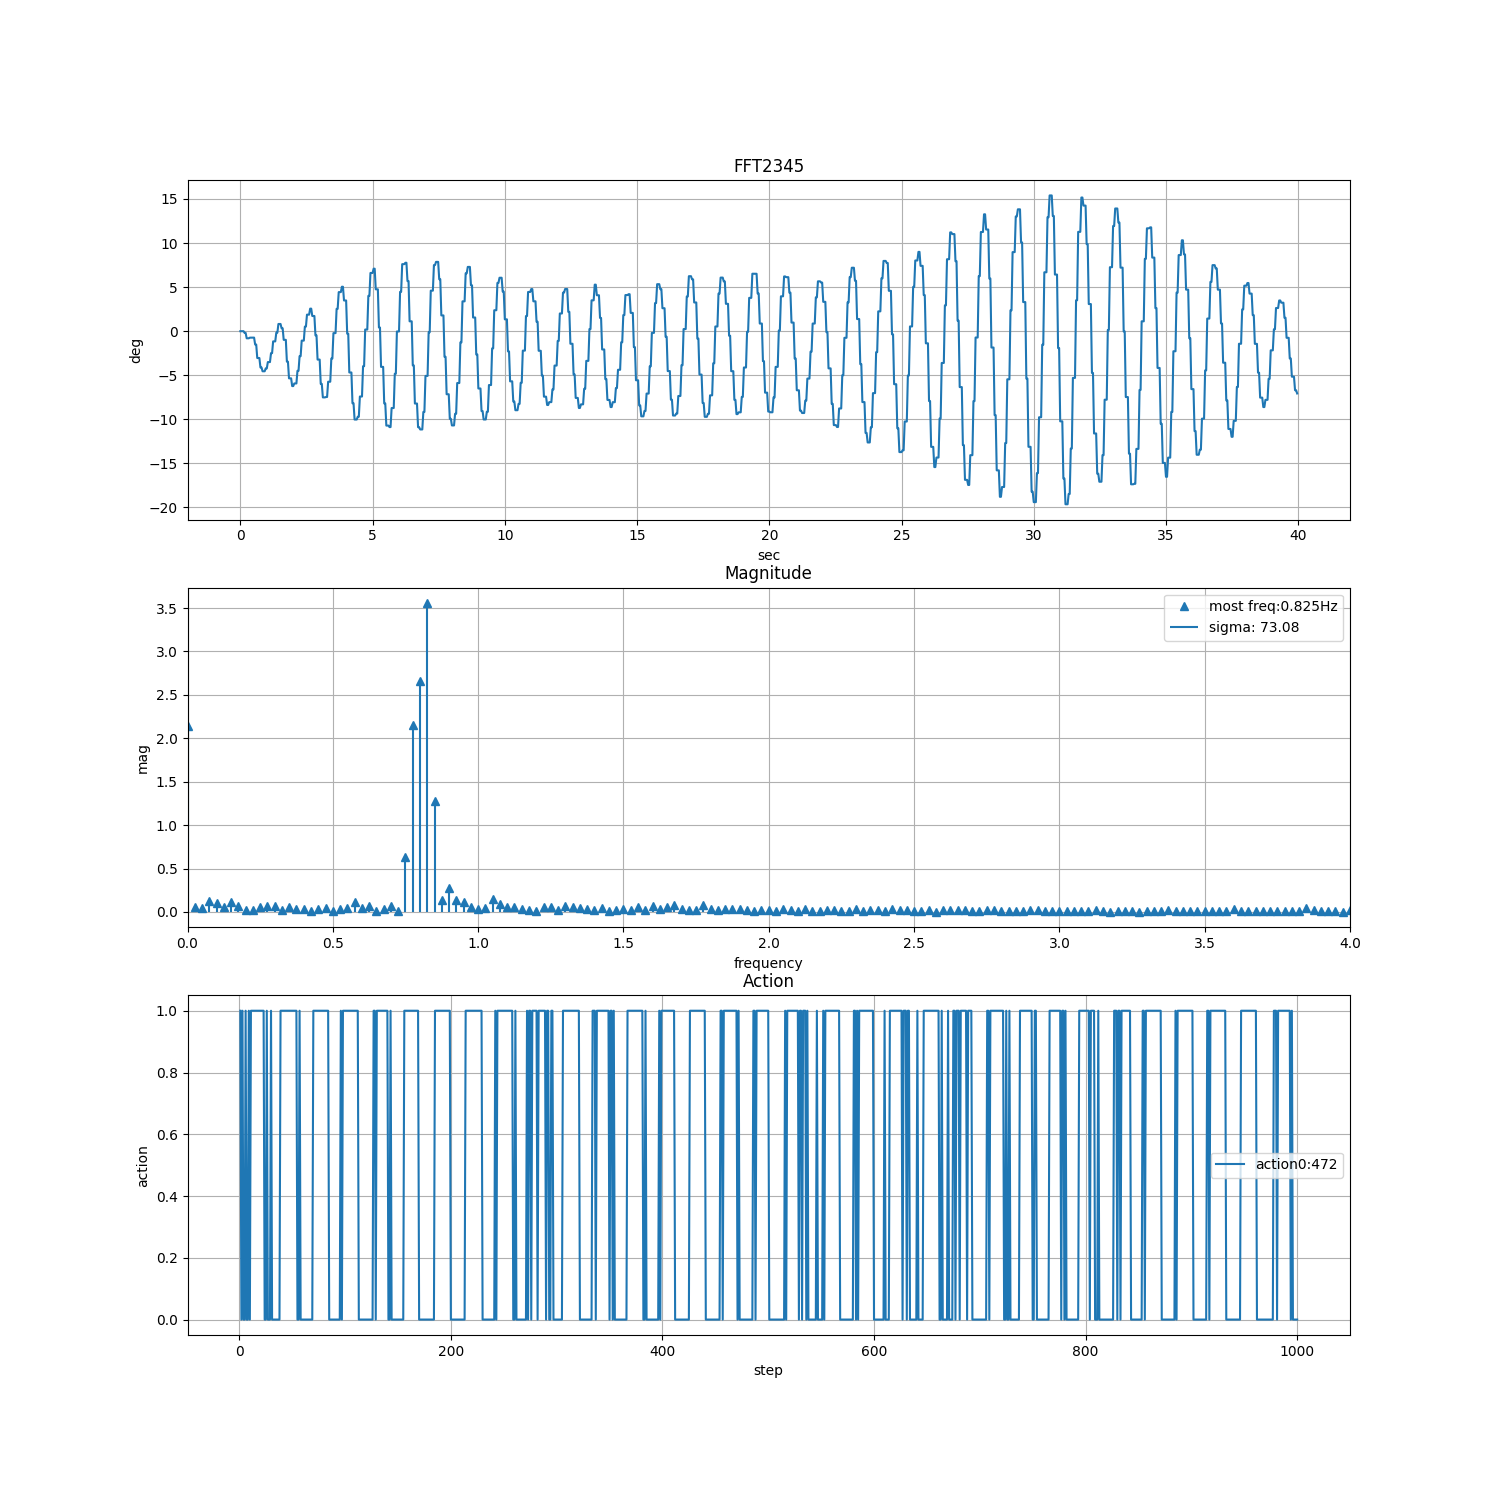 FFT2345
15
10
5
0
−5
−10
−15
−20
deg
0 5 10 15 20 25 30 35 40
sec
Magnitude
most freq:0.825Hz
sigma: 73.08
3.5
3.0
2.5
2.0
1.5
1.0
0.5
0.0
mag
0.0 0.5 1.0 1.5 2.0 2.5 3.0 3.5 4.0
frequency
Action
1.0
0.8
0.6
0.4
0.2
0.0
action
action0:472
0 200 400 600 800 1000
step